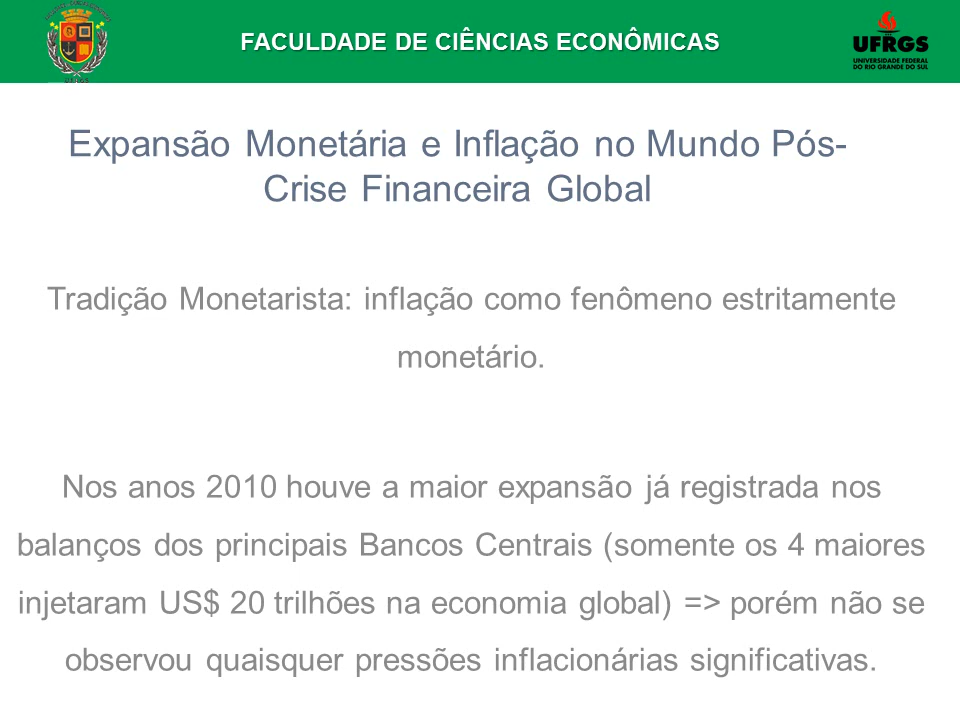 FACULDADE DE CIÊNCIAS ECONÔMICAS
UFRGS
UNIVERSIDADE FEDERAL
DO RIO GRANDE DO SUL
Expansão Monetária e Inflação no Mundo Pós-
Crise Financeira Global
Tradição Monetarista: inflação como fenômeno estritamente
monetário.
Nos anos 2010 houve a maior expansão já registrada nos
balanços dos principais Bancos Centrais (somente os 4 maiores
injetaram US$ 20 trilhões na economia global) => porém não se
observou quaisquer pressões inflacionárias significativas.